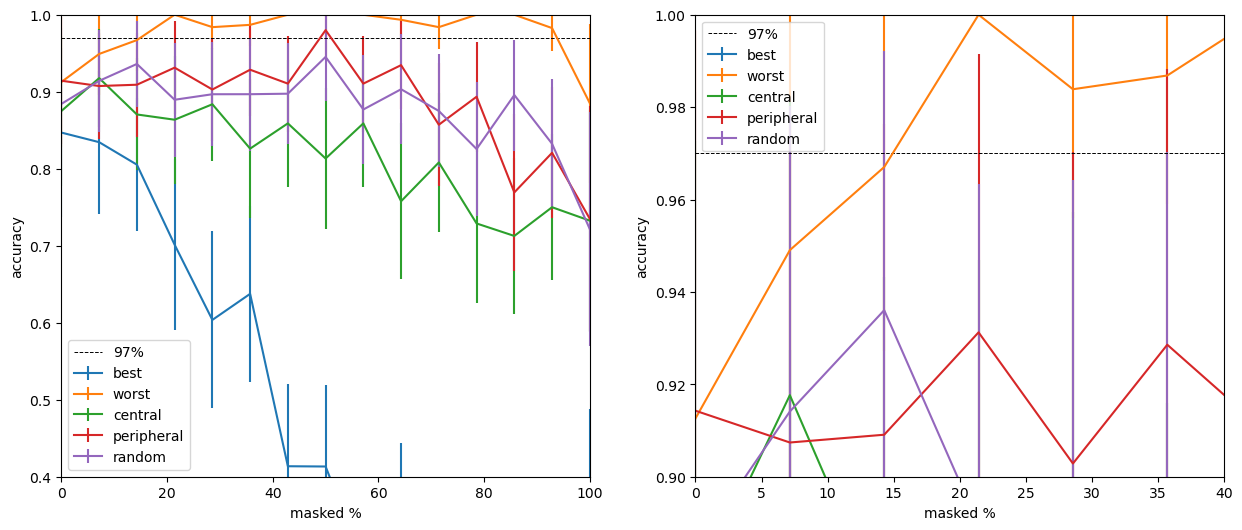 1.0
0.9
0.8
0.7
0.6
0.5
0.4
accuracy
0
20
40
60
80
100
masked %
97%
best
worst
central
peripheral
random
1.00
0.98
0.96
0.94
0.92
0.90
accuracy
0
5
10
15
20
25
30
35
40
masked %
97%
best
worst
central
peripheral
random